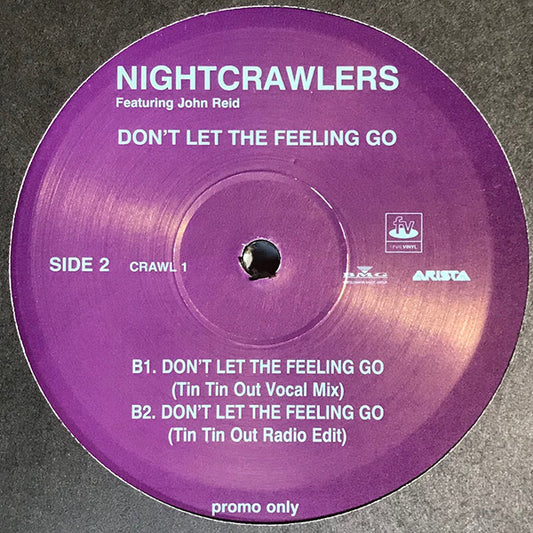 NIGHTCRAWLERS
Featuring John Reid
DON'T LET THE FEELING GO
fv
SIDE 2 CRAWL 1
BMG
ARISTA
B1. DON'T LET THE FEELING GO
(Tin Tin Out Vocal Mix)
B2. DON'T LET THE FEELING GO
(Tin Tin Out Radio Edit)
promo only